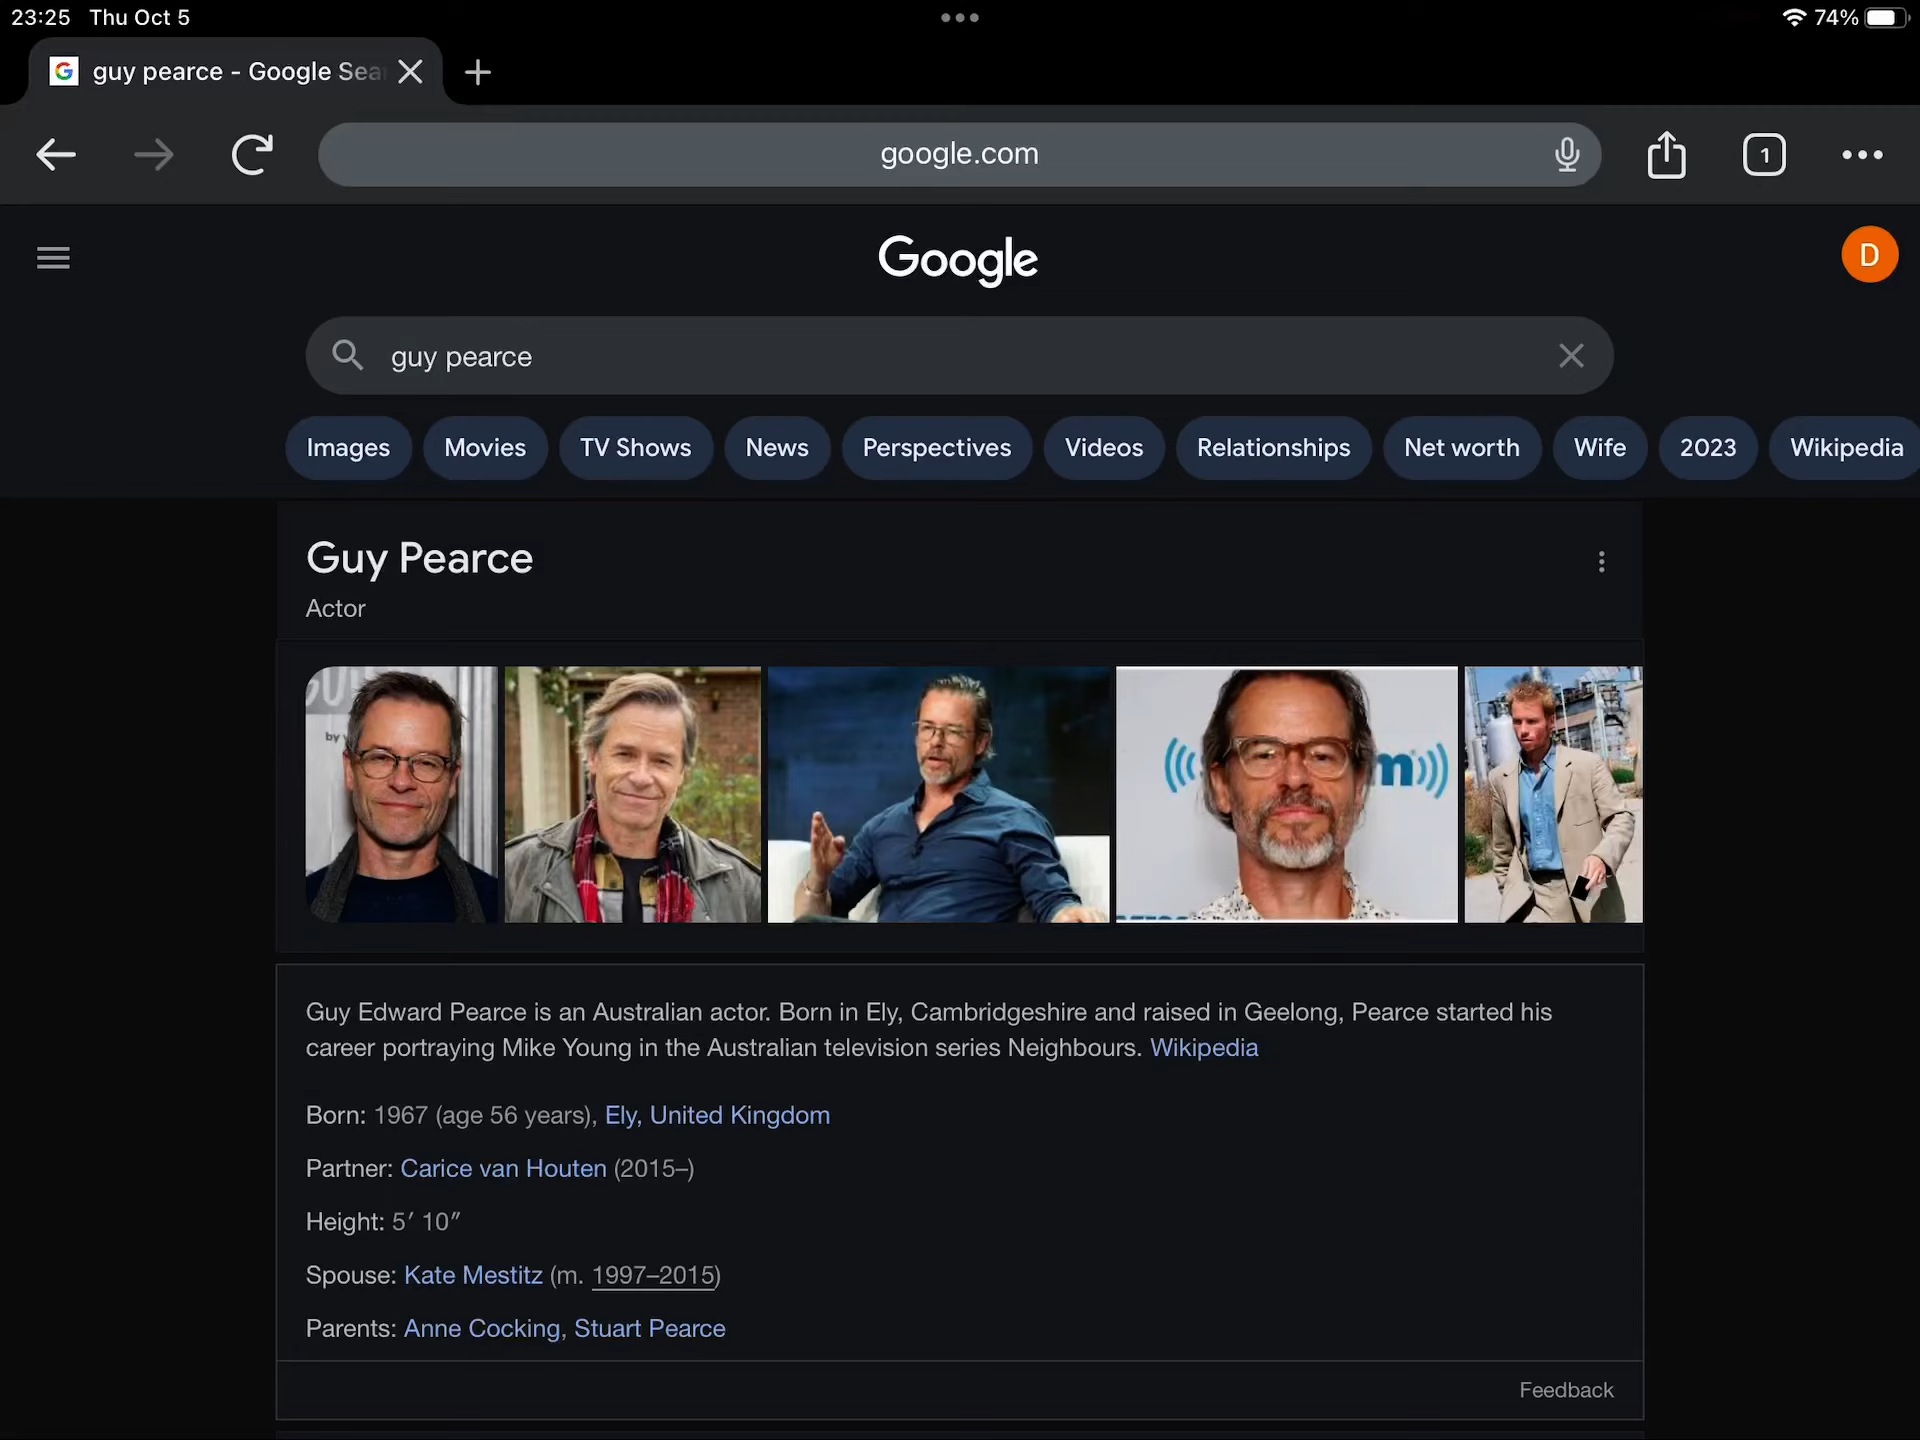 23:25 Thu Oct 5
74%
guy pearce - Google Sea
google.com
1
Google
D
guy pearce
Images Movies TV Shows News Perspectives Videos Relationships Net worth Wife 2023 Wikipedia
Guy Pearce
Actor
by
Guy Edward Pearce is an Australian actor. Born in Ely, Cambridgeshire and raised in Geelong, Pearce started his
career portraying Mike Young in the Australian television series Neighbours. Wikipedia
Born: 1967 (age 56 years), Ely, United Kingdom
Partner: Carice van Houten (2015–)
Height: 5′ 10″
Spouse: Kate Mestitz (m. 1997–2015)
Parents: Anne Cocking, Stuart Pearce
Feedback